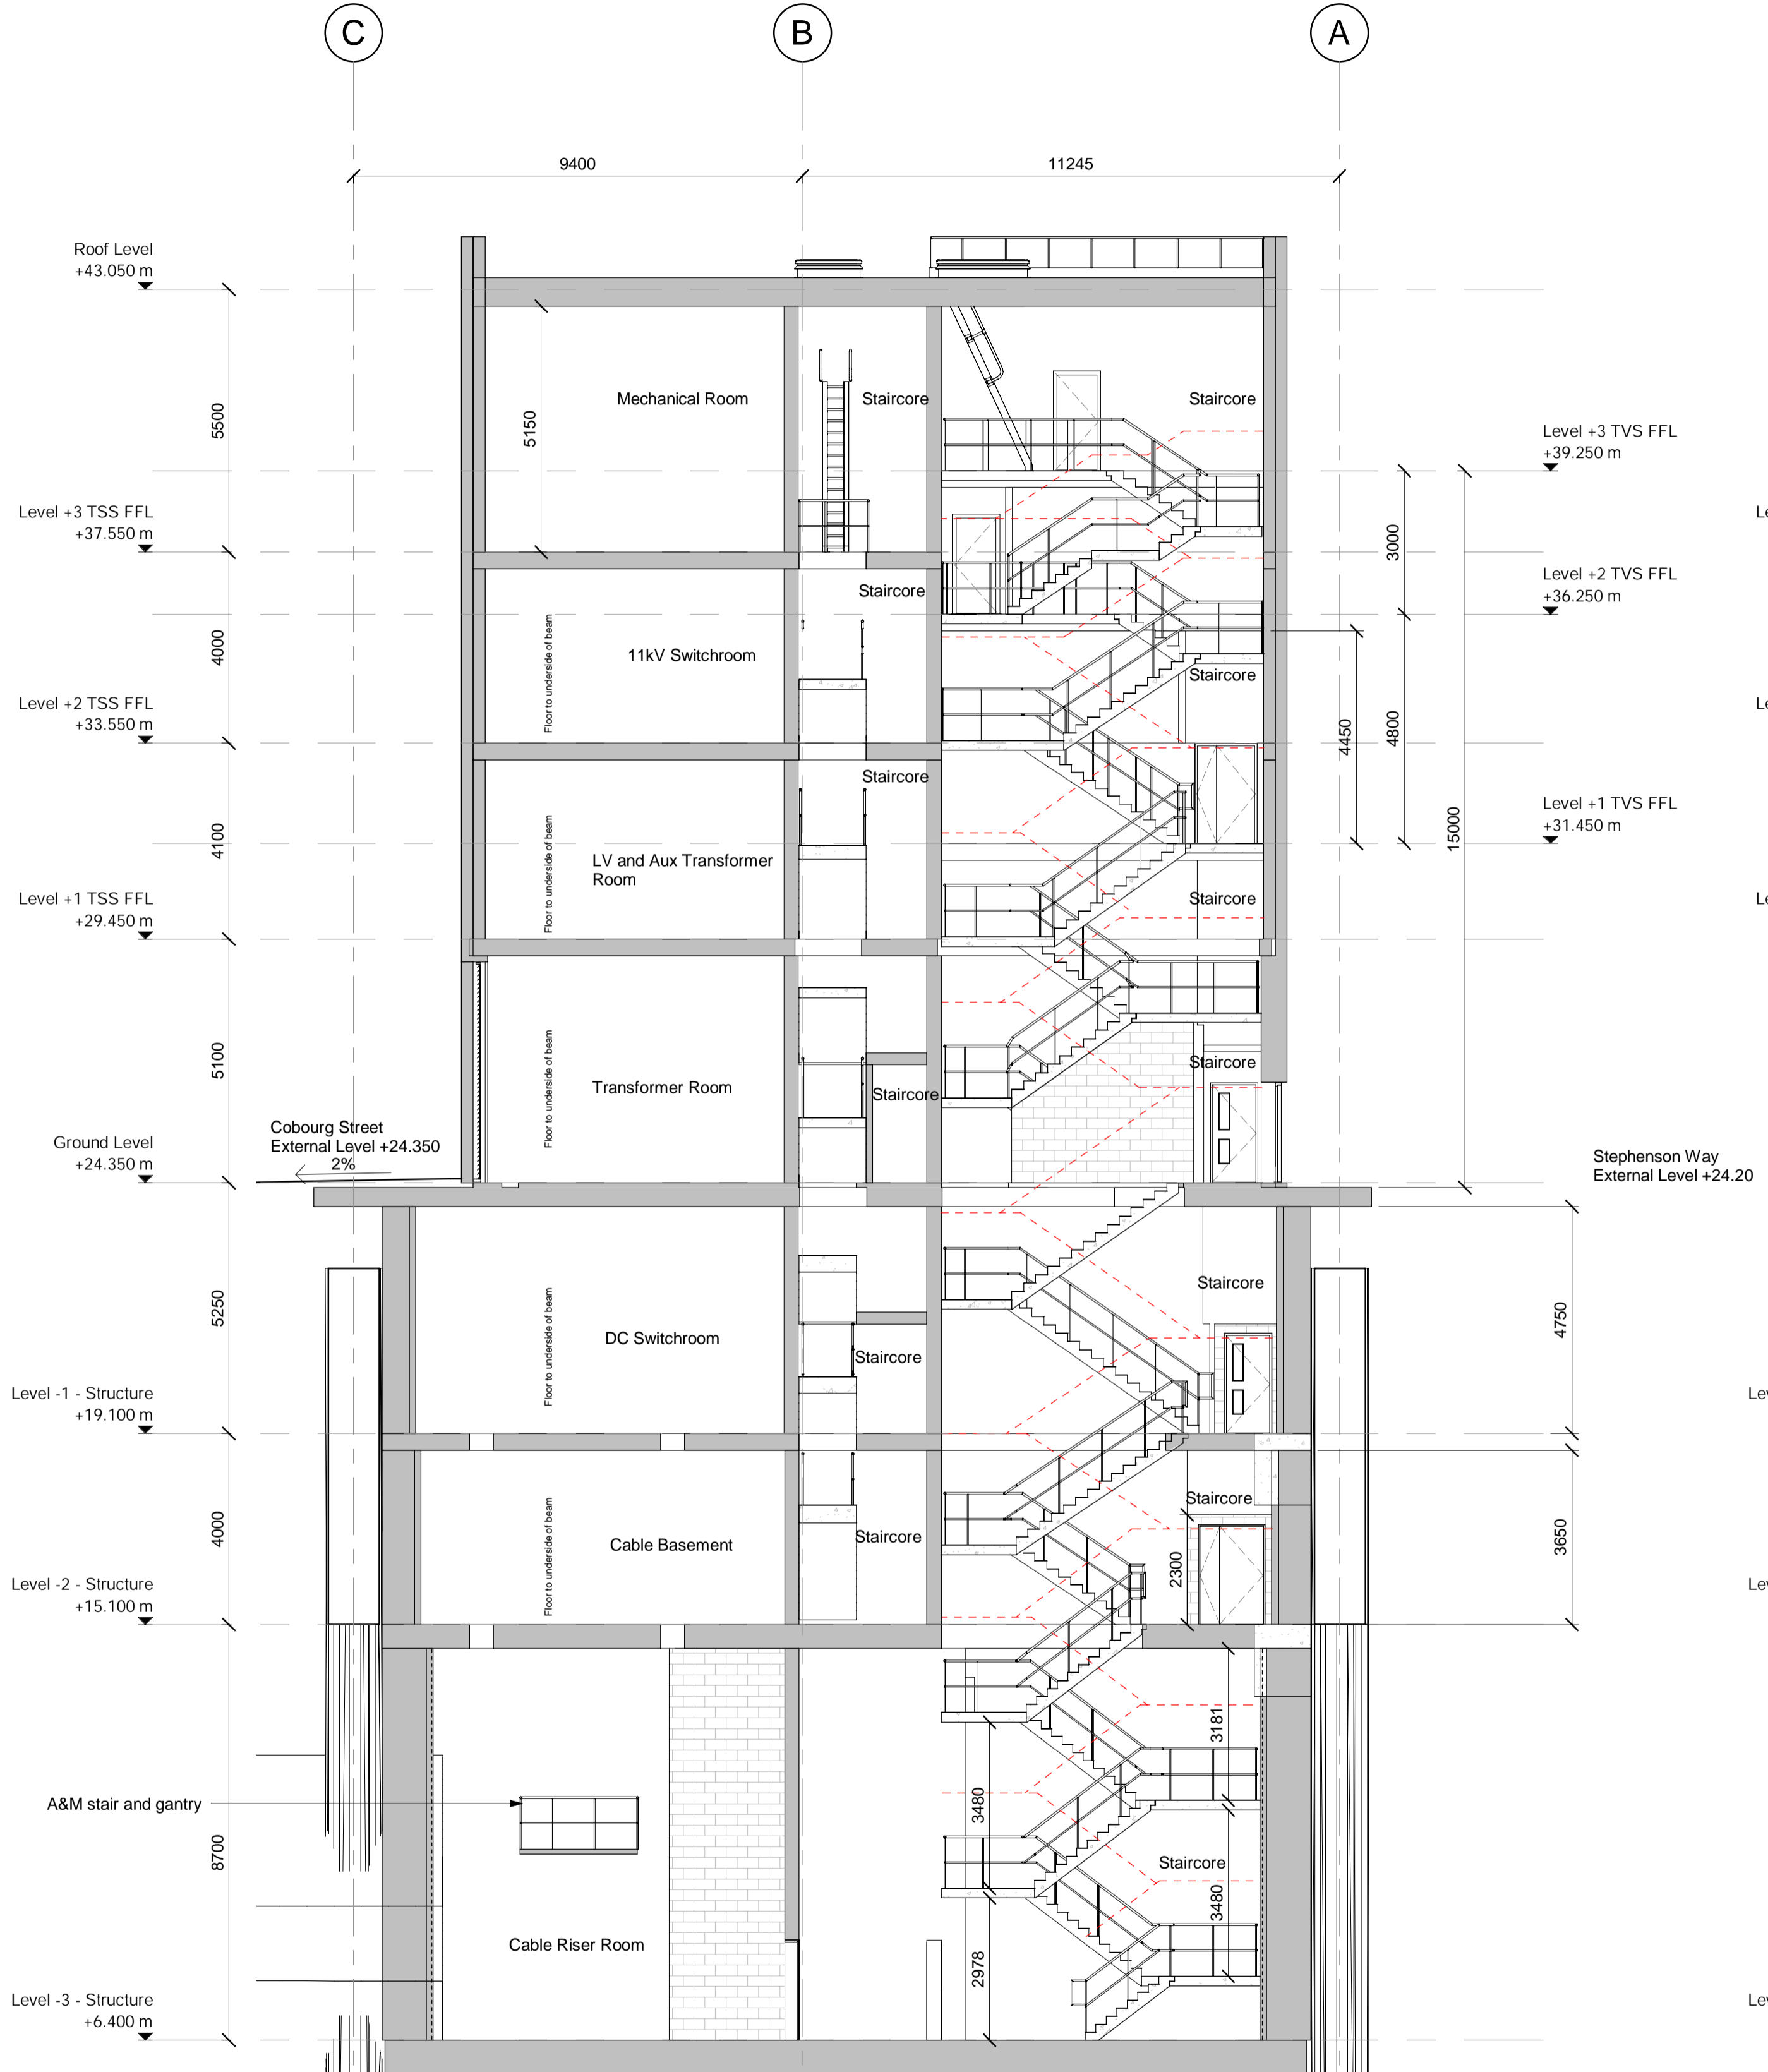 C
B
A
9400
11245
Roof Level
+43.050 m
5500
5150
Mechanical Room
Staircore
Staircore
Level +3 TVS FFL
+39.250 m
Level +3 TSS FFL
+37.550 m
Le
3000
Level +2 TVS FFL
+36.250 m
Staircore
4000
Floor to underside of beam
11kV Switchroom
Staircore
Level +2 TSS FFL
+33.550 m
Le
4450
4800
15000
Staircore
Level +1 TVS FFL
+31.450 m
4100
Floor to underside of beam
LV and Aux Transformer
Room
Staircore
Level +1 TSS FFL
+29.450 m
Le
5100
Floor to underside of beam
Transformer Room
Staircore
Staircore
Cobourg Street
External Level +24.350
2%
Ground Level
+24.350 m
Stephenson Way
External Level +24.20
5250
Floor to underside of beam
DC Switchroom
Staircore
Staircore
4750
Level -1 - Structure
+19.100 m
Lev
4000
Floor to underside of beam
Cable Basement
Staircore
Staircore
2300
3650
Level -2 - Structure
+15.100 m
Lev
3181
A&M stair and gantry
3480
8700
Staircore
3480
Cable Riser Room
2978
Level -3 - Structure
+6.400 m
Lev